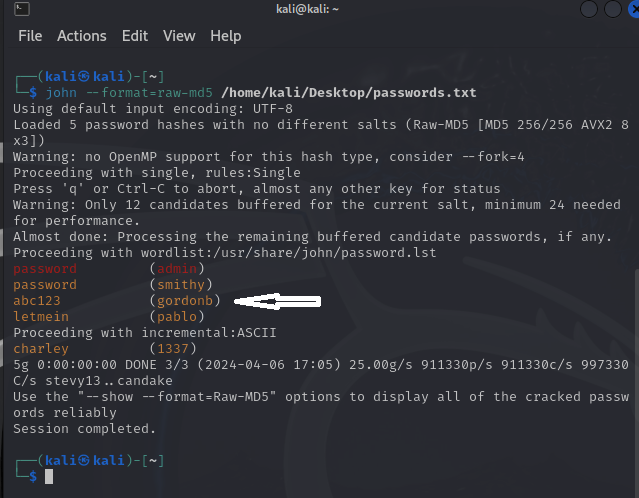 kali@kali: ~
File Actions Edit View Help
┌──(kali㉿kali)-[~]
└─$ john --format=raw-md5 /home/kali/Desktop/passwords.txt
Using default input encoding: UTF-8
Loaded 5 password hashes with no different salts (Raw-MD5 [MD5 256/256 AVX2 8
x3])
Warning: no OpenMP support for this hash type, consider --fork=4
Proceeding with single, rules:Single
Press 'q' or Ctrl-C to abort, almost any other key for status
Warning: Only 12 candidates buffered for the current salt, minimum 24 needed
for performance.
Almost done: Processing the remaining buffered candidate passwords, if any.
Proceeding with wordlist:/usr/share/john/password.lst
password         (admin)
password         (smithy)
abc123           (gordonb)
letmein          (pablo)
Proceeding with incremental:ASCII
charley          (1337)
5g 0:00:00:00 DONE 3/3 (2024-04-06 17:05) 25.00g/s 911330p/s 911330c/s 997330
C/s stevy13..candake
Use the "--show --format=Raw-MD5" options to display all of the cracked passw
ords reliably
Session completed.
┌──(kali㉿kali)-[~]
└─$